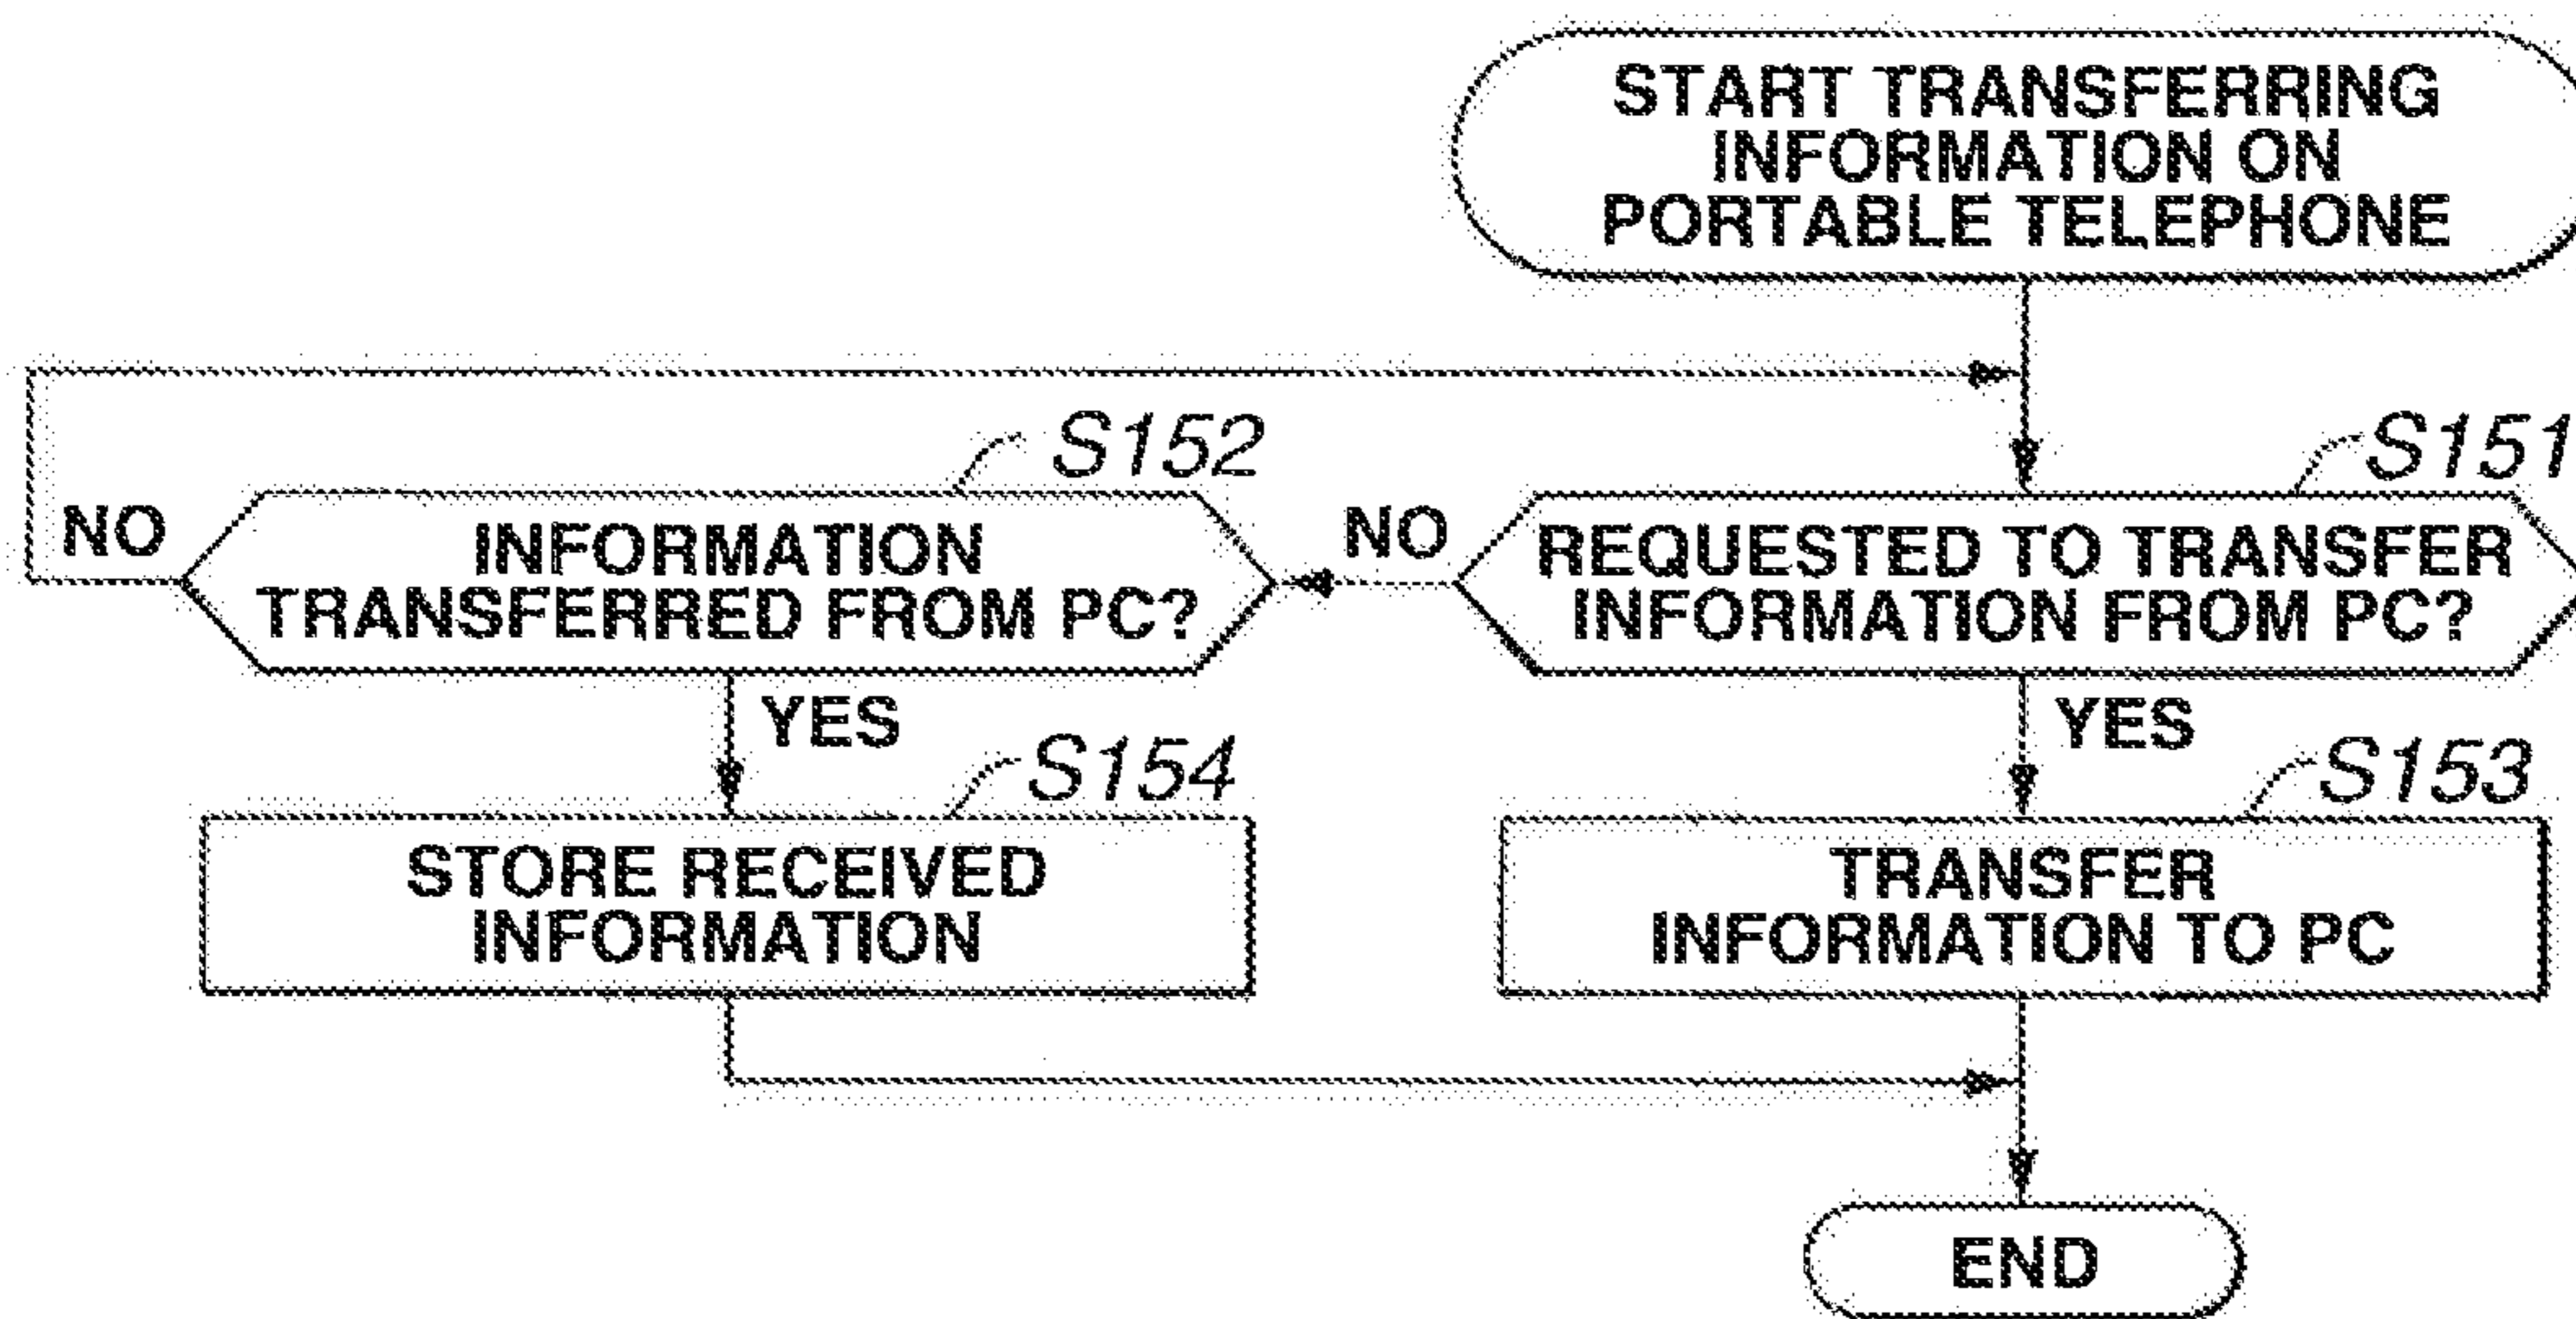 START TRANSFERRING
INFORMATION ON
PORTABLE TELEPHONE
S152
S151
NO
INFORMATION
TRANSFERRED FROM PC?
NO
REQUESTED TO TRANSFER
INFORMATION FROM PC?
YES
YES
S154
S153
STORE RECEIVED
INFORMATION
TRANSFER
INFORMATION TO PC
END